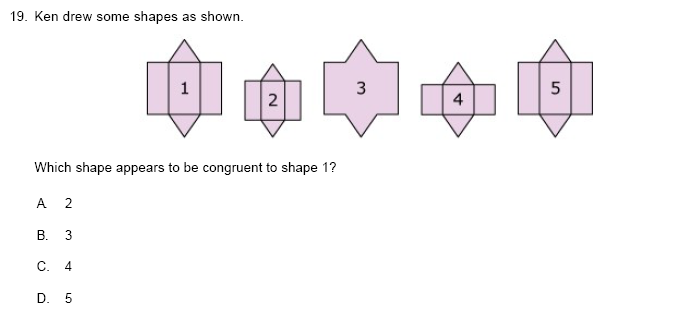 19. Ken drew some shapes as shown.
1 2 3 4 5
Which shape appears to be congruent to shape 1?
A 2
B. 3
C. 4
D. 5